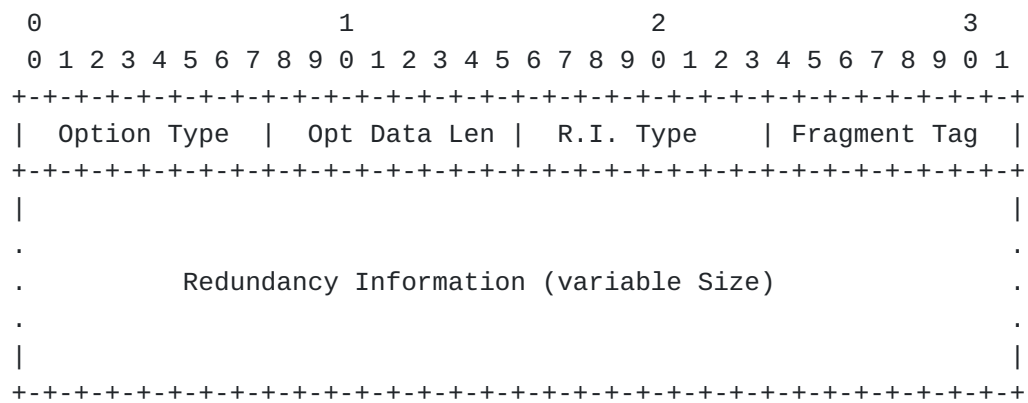 0                   1                   2                   3
 0 1 2 3 4 5 6 7 8 9 0 1 2 3 4 5 6 7 8 9 0 1 2 3 4 5 6 7 8 9 0 1
+-+-+-+-+-+-+-+-+-+-+-+-+-+-+-+-+-+-+-+-+-+-+-+-+-+-+-+-+-+-+-+-+
|  Option Type  |  Opt Data Len |  R.I. Type    | Fragment Tag  |
+-+-+-+-+-+-+-+-+-+-+-+-+-+-+-+-+-+-+-+-+-+-+-+-+-+-+-+-+-+-+-+-+
|                                                               |
.                                                               .
.          Redundancy Information (variable Size)               .
.                                                               .
|                                                               |
+-+-+-+-+-+-+-+-+-+-+-+-+-+-+-+-+-+-+-+-+-+-+-+-+-+-+-+-+-+-+-+-+